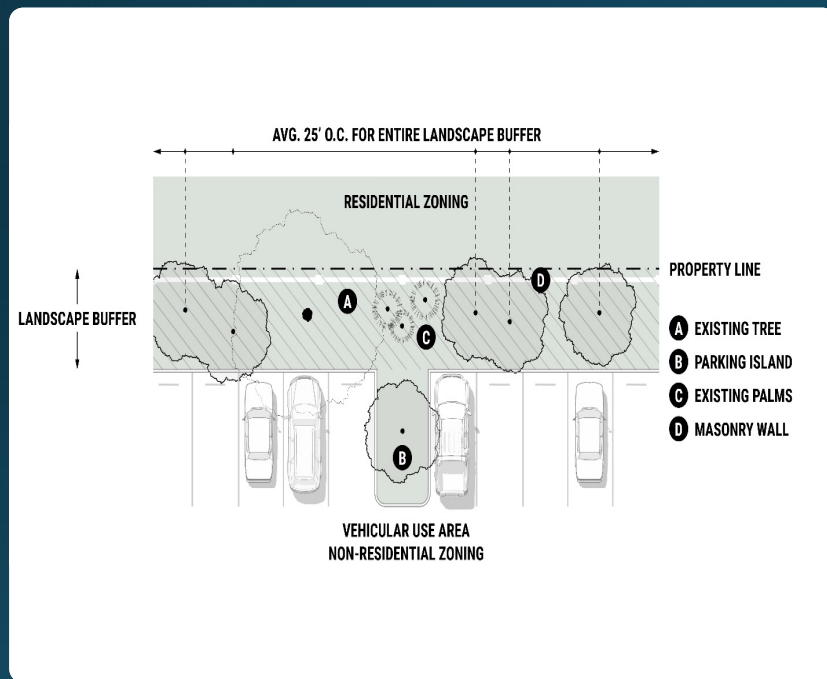 AVG. 25' O.C. FOR ENTIRE LANDSCAPE BUFFER
RESIDENTIAL ZONING
PROPERTY LINE
D
A
LANDSCAPE BUFFER
C
A EXISTING TREE
B PARKING ISLAND
C EXISTING PALMS
D MASONRY WALL
B
VEHICULAR USE AREA
NON-RESIDENTIAL ZONING